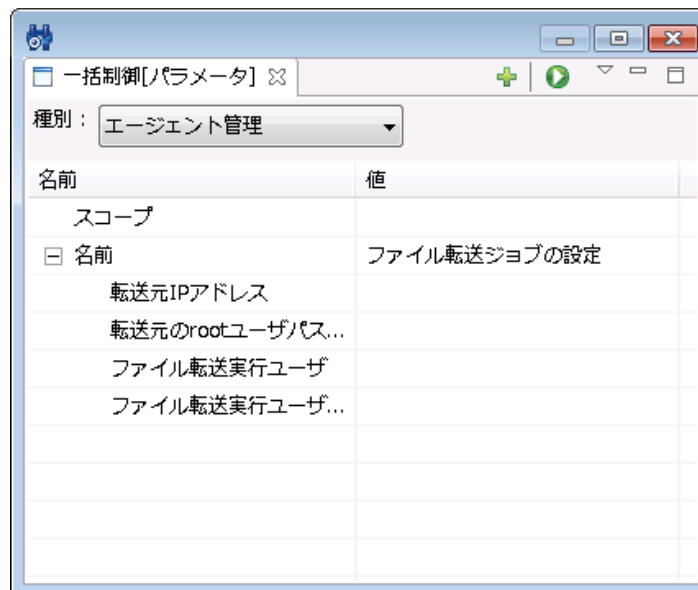 一括制御[パラメータ]
種別：
エージェント管理
名前 値
スコープ
名前 ファイル転送ジョブの設定
転送元IPアドレス
転送元のrootユーザパス...
ファイル転送実行ユーザ
ファイル転送実行ユーザ...